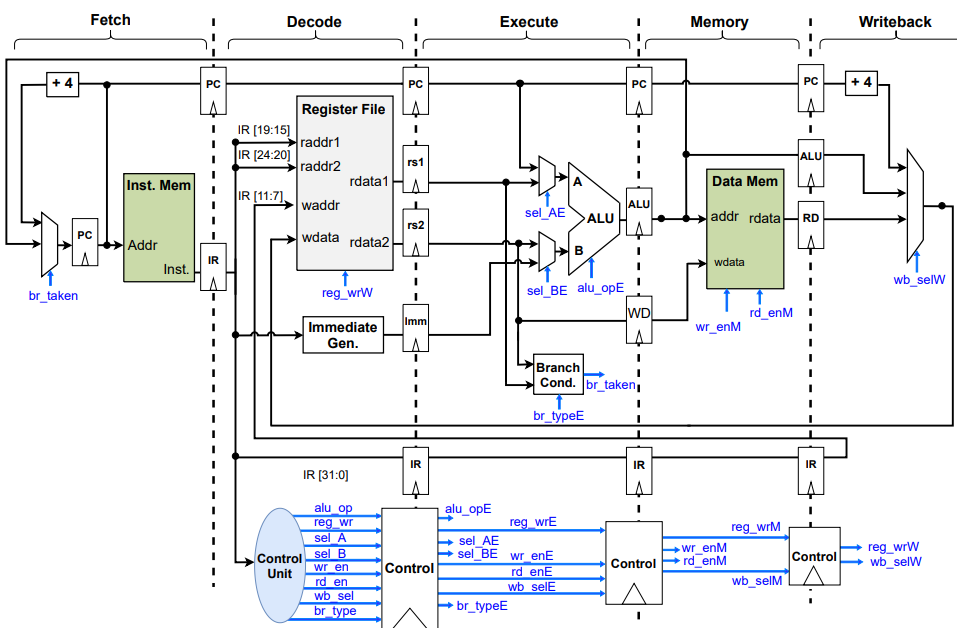 Fetch
Decode
Execute
Memory
Writeback
+ 4
PC
PC
PC
PC
+ 4
Register File
IR [19:15]
raddr1
IR [24:20]
raddr2
IR [11:7]
waddr
wdata
rdata1
rdata2
reg_wrW
rs1
rs2
Inst. Mem
Addr
Inst.
PC
br_taken
IR
Immediate
Gen.
Imm
A
B
ALU
sel_AE
sel_BE
alu_opE
ALU
WD
Branch
Cond.
br_taken
br_typeE
Data Mem
addr
rdata
wdata
wr_enM
rd_enM
ALU
RD
wb_selW
IR [31:0]
IR
IR
IR
Control
Unit
alu_op
reg_wr
sel_A
sel_B
wr_en
rd_en
wb_sel
br_type
Control
alu_opE
reg_wrE
sel_AE
sel_BE
wr_enE
rd_enE
wb_selE
br_typeE
Control
reg_wrM
wr_enM
rd_enM
wb_selM
Control
reg_wrW
wb_selW